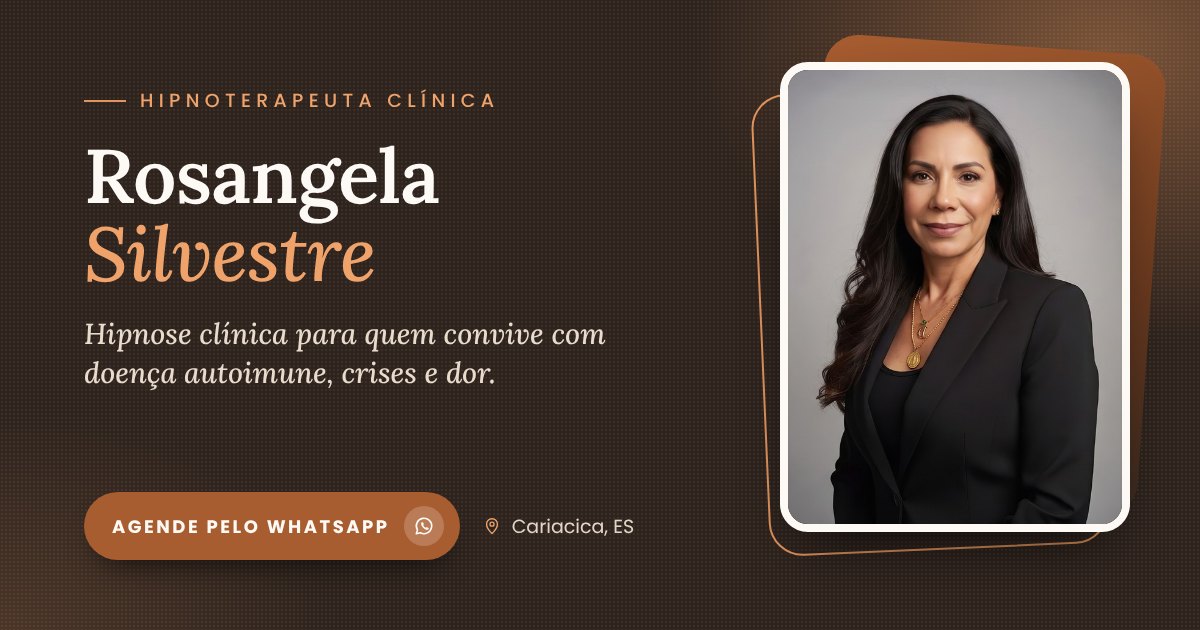 HIPNOTERAPEUTA CLÍNICA
Rosangela
Silvestre
Hipnose clínica para quem convive com
doença autoimune, crises e dor.
AGENDE PELO WHATSAPP
Cariacica, ES